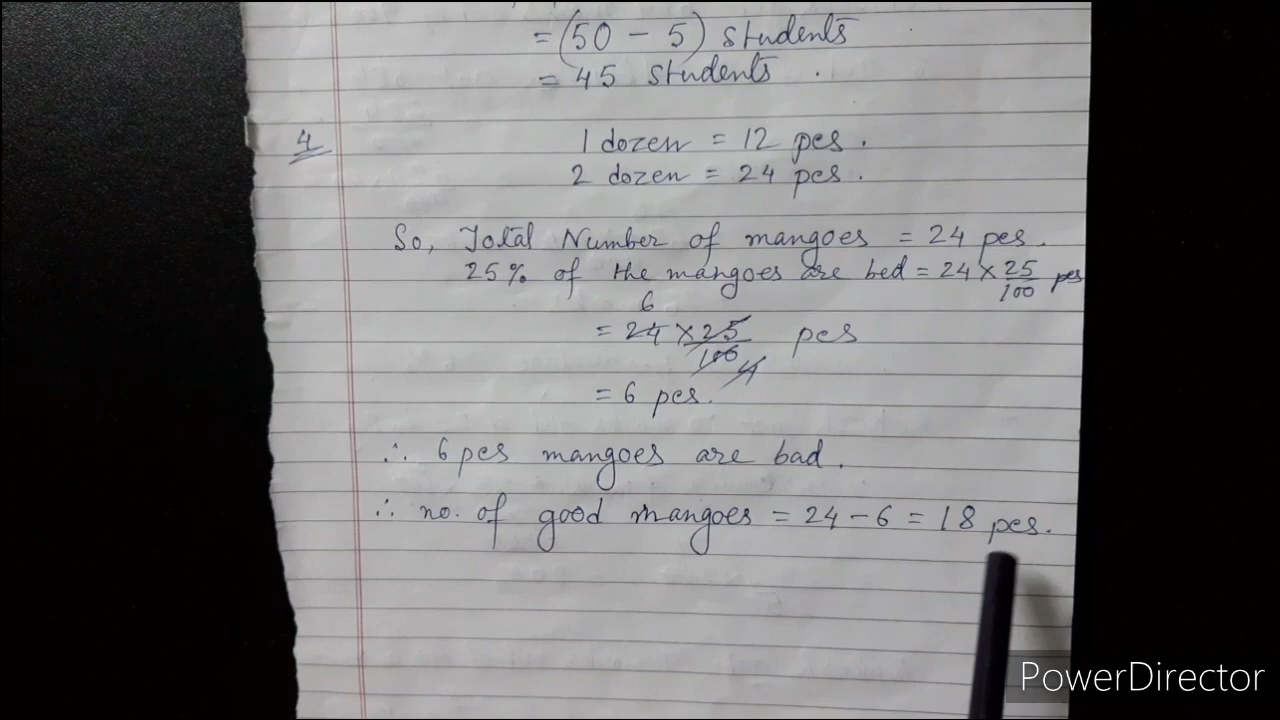 = (50 - 5) students
= 45 students .
4
1 dozen = 12 pcs .
2 dozen = 24 pcs .
So, Total Number of mangoes = 24 pcs .
25% of the mangoes are bed = 24 × 25/100 pcs
6
= 24 × 25/100 pcs
4
= 6 pcs .
∴ 6 pcs mangoes are bad .
∴ no. of good mangoes = 24 - 6 = 18 pcs .
PowerDirector